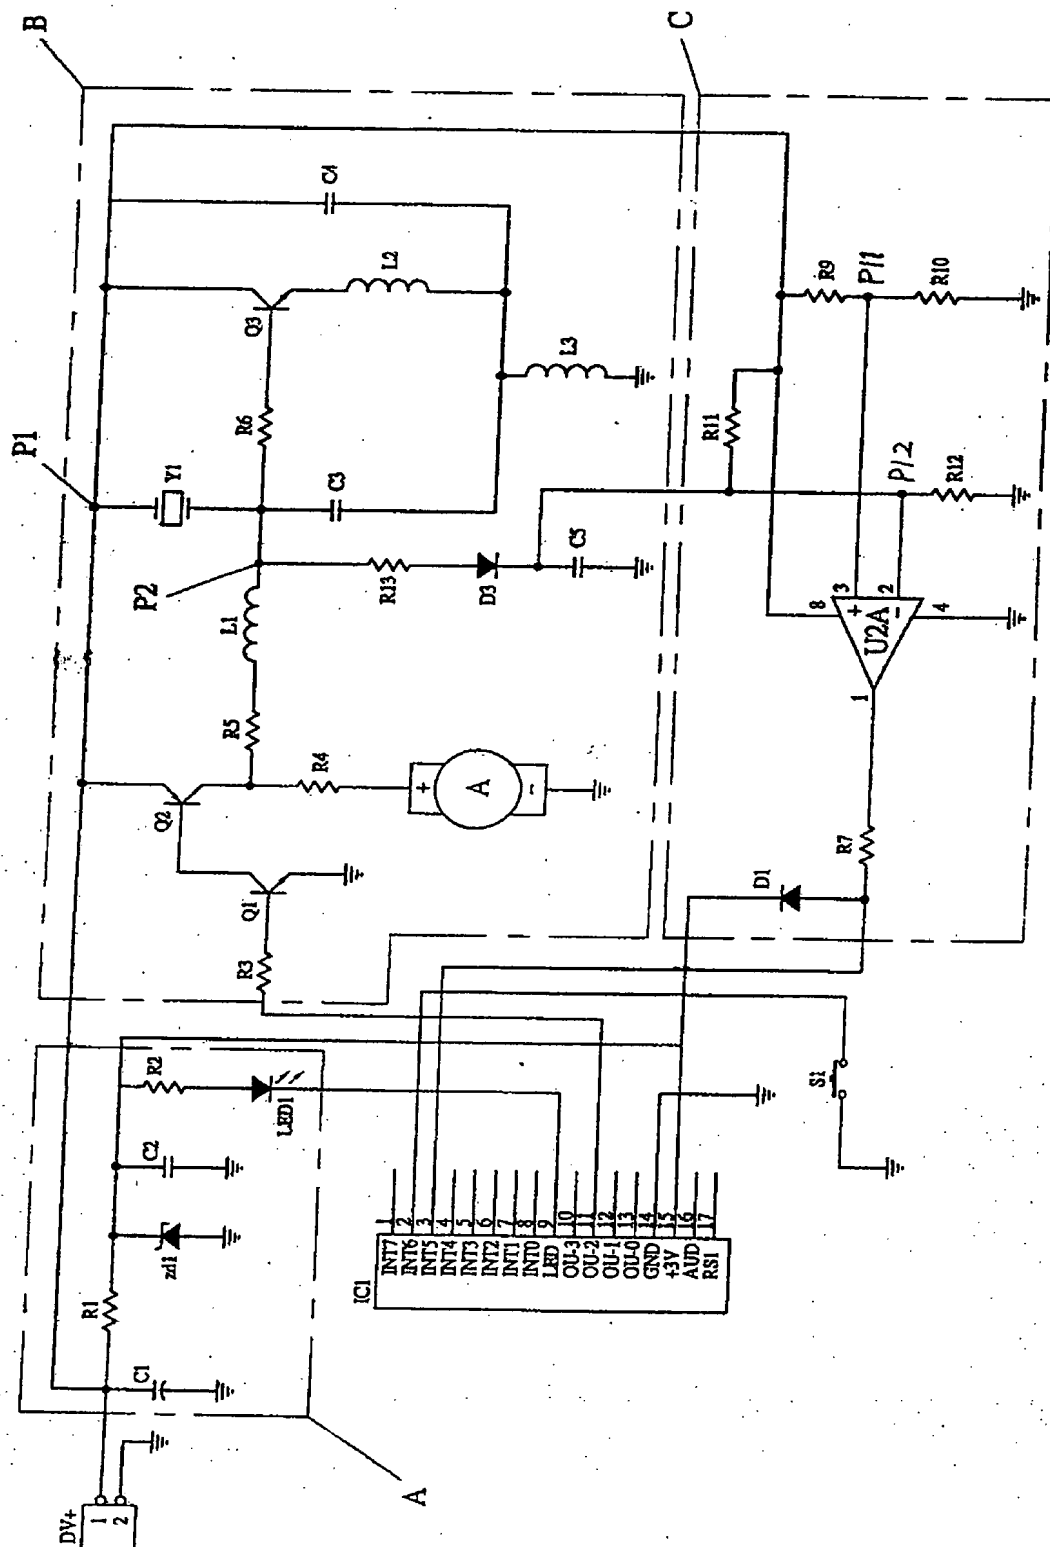 B
C
P1
C4
L2
Q3
L3
R9
P11
R10
R6
R11
Y1
C3
P12
R12
P2
R13
D3
C5
L1
8
3
2
4
+
-
U2A
1
R5
R4
+
A
-
Q2
R7
D1
Q1
R3
R2
LED1
S1
C2
zd1
R1
C1
1 INT7
2 INT6
3 INT5
4 INT4
5 INT3
6 INT2
7 INT1
8 INT0
9 LED
10 OU-3
11 OU-2
12 OU-1
13 OU-0
14 GND
15 +3V
16 AUD
17 RS1
IC1
A
DV+
1
2